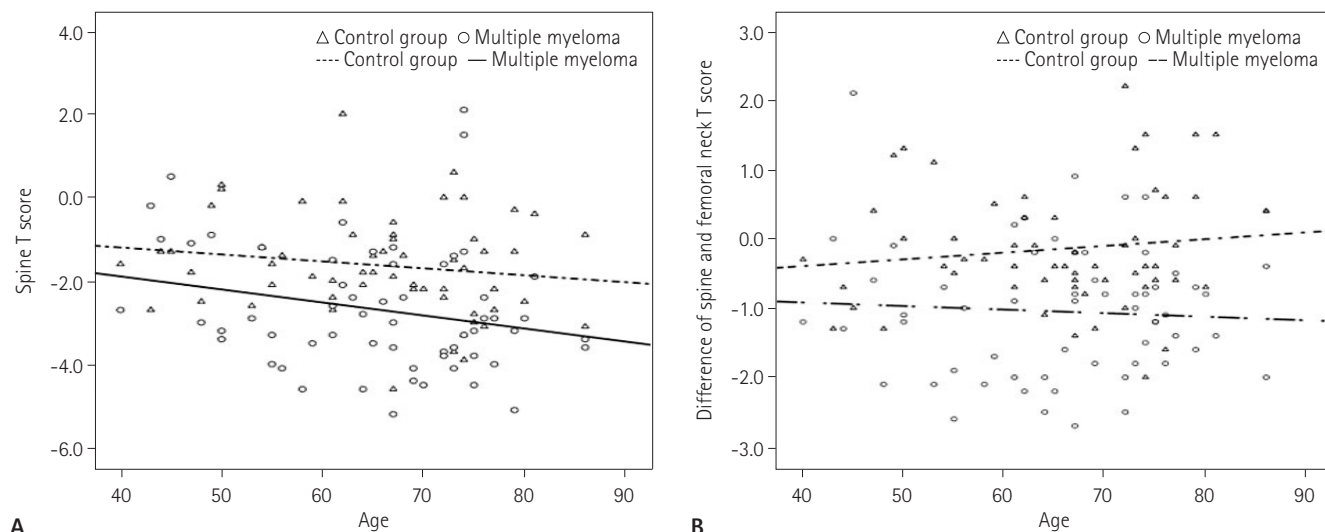 A
4.0
2.0
0.0
-2.0
-4.0
-6.0
Spine T score
△ Control group ○ Multiple myeloma
Control group Multiple myeloma
40 50 60 70 80 90
Age
B
3.0
2.0
1.0
0.0
-1.0
-2.0
-3.0
Difference of spine and femoral neck T score
△ Control group ○ Multiple myeloma
Control group Multiple myeloma
40 50 60 70 80 90
Age